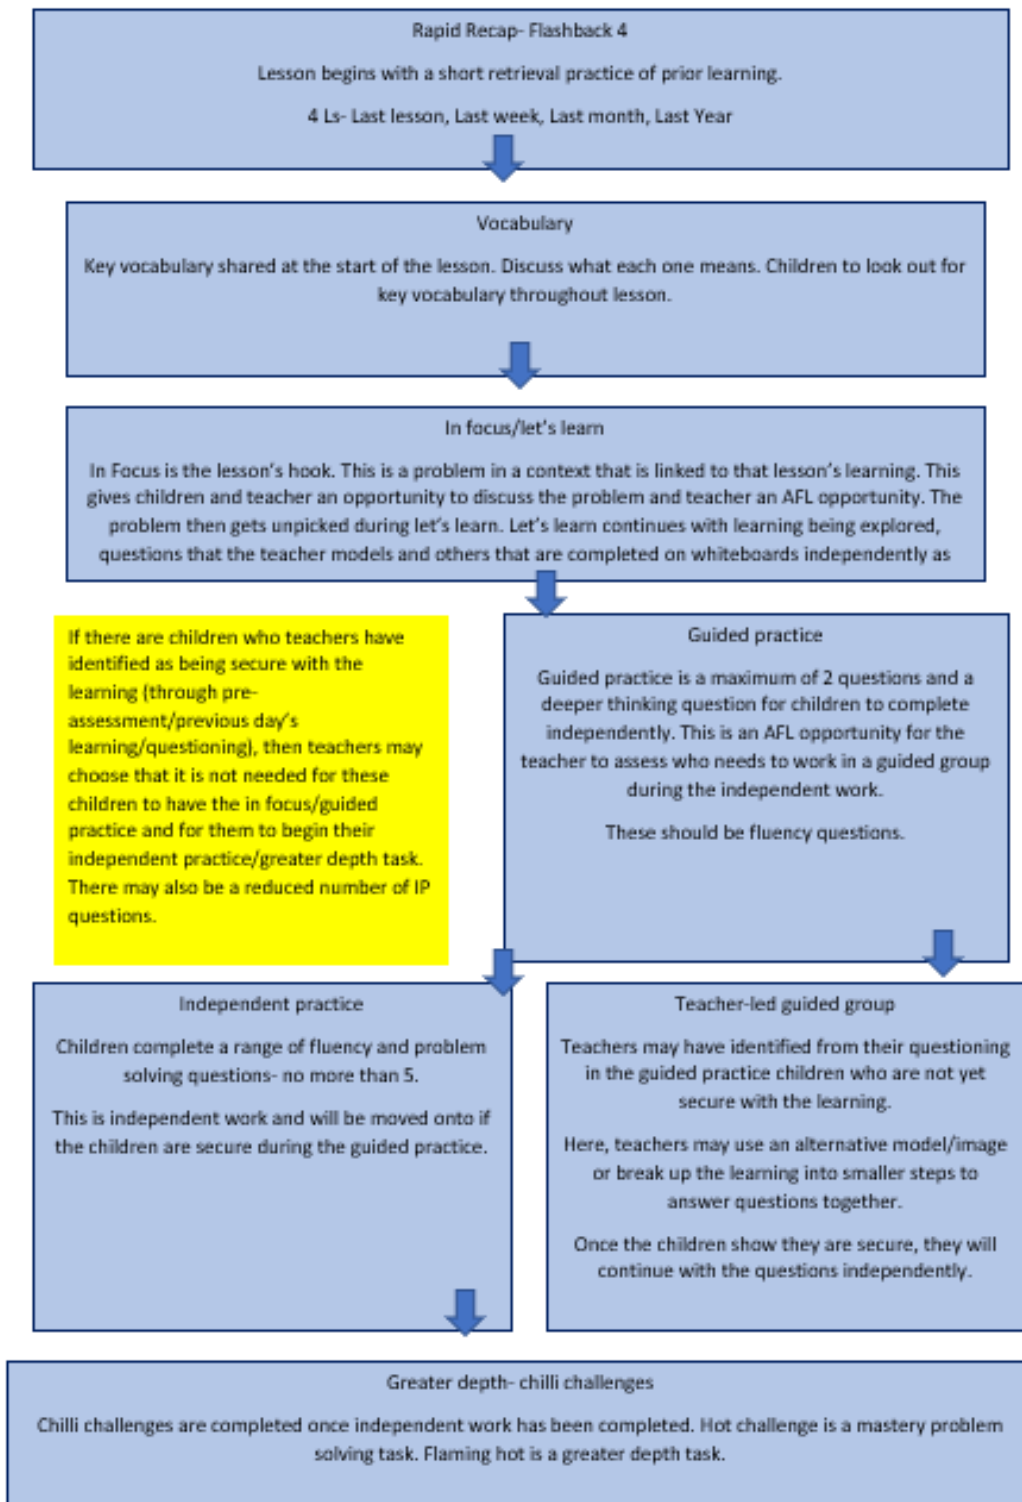 Rapid Recap- Flashback 4
Lesson begins with a short retrieval practice of prior learning.
4 Ls- Last lesson, Last week, Last month, Last Year
Vocabulary
Key vocabulary shared at the start of the lesson. Discuss what each one means. Children to look out for
key vocabulary throughout lesson.
In focus/let's learn
In Focus is the lesson's hook. This is a problem in a context that is linked to that lesson's learning. This
gives children and teacher an opportunity to discuss the problem and teacher an AFL opportunity. The
problem then gets unpicked during let's learn. Let's learn continues with learning being explored,
questions that the teacher models and others that are completed on whiteboards independently as
If there are children who teachers have
identified as being secure with the
learning (through pre-
assessment/previous day's
learning/questioning), then teachers may
choose that it is not needed for these
children to have the in focus/guided
practice and for them to begin their
independent practice/greater depth task.
There may also be a reduced number of IP
questions.
Guided practice
Guided practice is a maximum of 2 questions and a
deeper thinking question for children to complete
independently. This is an AFL opportunity for the
teacher to assess who needs to work in a guided group
during the independent work.
These should be fluency questions.
Independent practice
Children complete a range of fluency and problem
solving questions- no more than 5.
This is independent work and will be moved onto if
the children are secure during the guided practice.
Teacher-led guided group
Teachers may have identified from their questioning
in the guided practice children who are not yet
secure with the learning.
Here, teachers may use an alternative model/image
or break up the learning into smaller steps to
answer questions together.
Once the children show they are secure, they will
continue with the questions independently.
Greater depth- chilli challenges
Chilli challenges are completed once independent work has been completed. Hot challenge is a mastery problem
solving task. Flaming hot is a greater depth task.